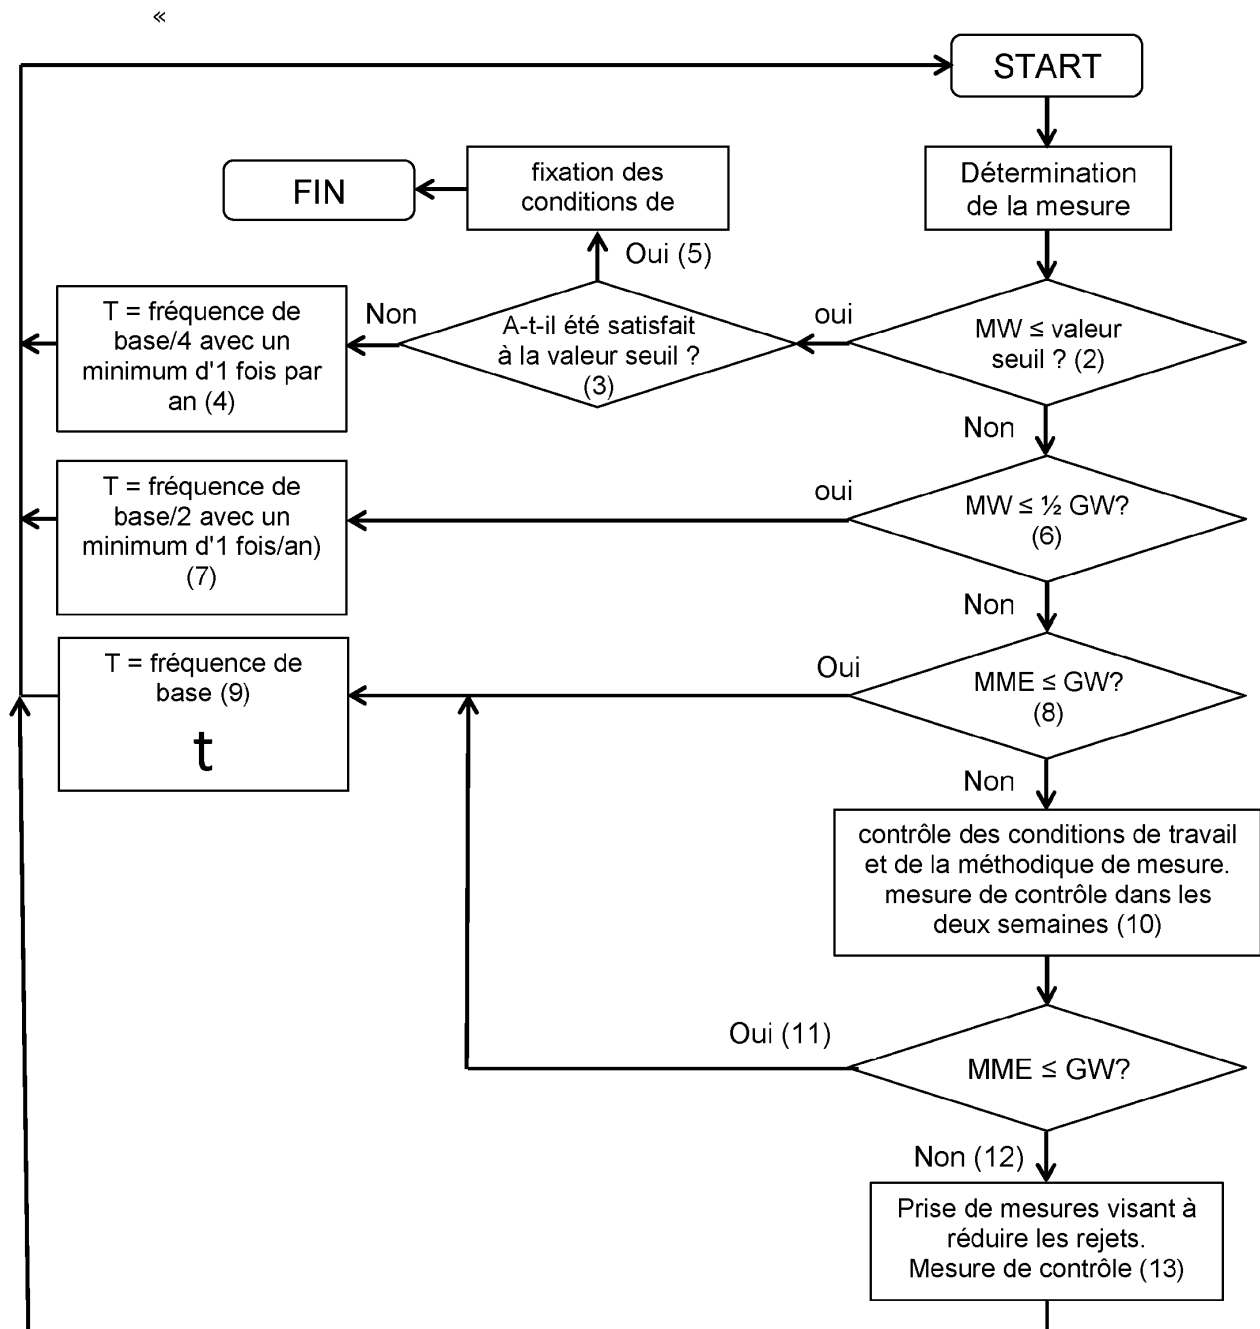 «
START
Détermination
de la mesure
fixation des
conditions de
FIN
Oui (5)
MW ≤ valeur
seuil ? (2)
oui
A-t-il été satisfait
à la valeur seuil ?
(3)
Non
T = fréquence de
base/4 avec un
minimum d'1 fois par
an (4)
Non
MW ≤ ½ GW?
(6)
oui
T = fréquence de
base/2 avec un
minimum d'1 fois/an)
(7)
Non
MME ≤ GW?
(8)
Oui
T = fréquence de
base (9)
t
Non
contrôle des conditions de travail
et de la méthodique de mesure.
mesure de contrôle dans les
deux semaines (10)
Oui (11)
MME ≤ GW?
Non (12)
Prise de mesures visant à
réduire les rejets.
Mesure de contrôle (13)